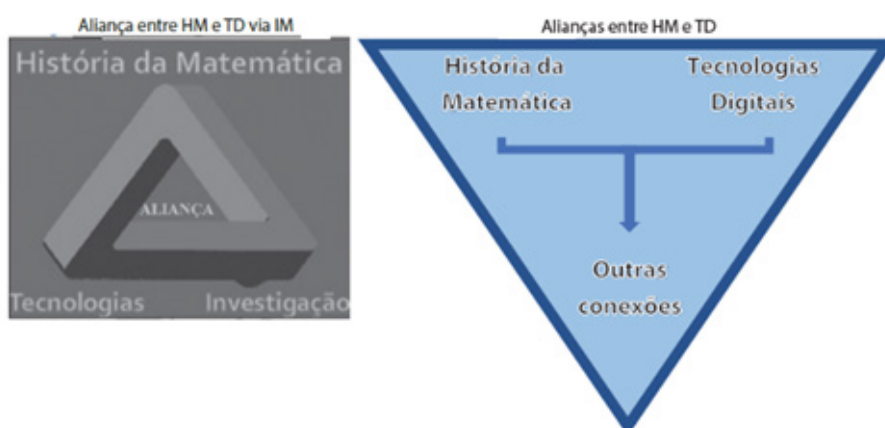 Aliança entre HM e TD via IM
História da Matemática
ALIANÇA
Tecnologias
Investigação
Alianças entre HM e TD
História da
Matemática
Tecnologias
Digitais
Outras
conexões